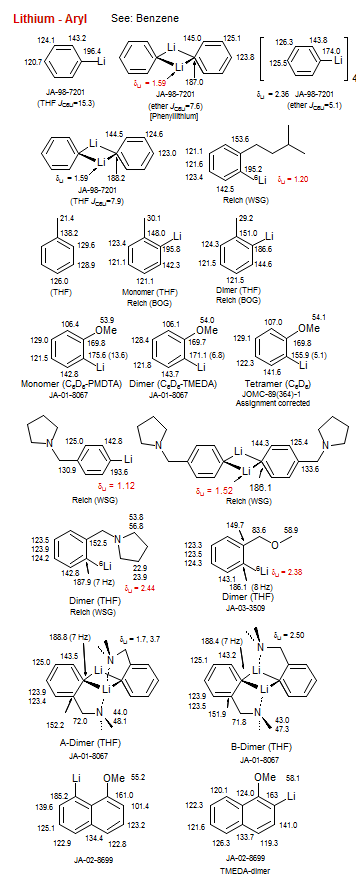 Lithium - Aryl See: Benzene
124.1 143.2
196.4
Li
120.7
JA-98-7201
(THF J_CLi=15.3)
145.0 Li 125.1
123.8
Li
δLi = 1.59
187.0
JA-98-7201
(ether J_CLi=7.6)
[Phenyllithium]
126.3 143.8
174.0
Li
125.5
4
δLi = 2.36 JA-98-7201
(ether J_CLi=5.1)
144.5 Li 124.6
123.0
Li
δLi = 1.59
188.2
JA-98-7201
(THF J_CLi=7.9)
153.6
121.1
121.6
123.4
195.2
⁶Li
δLi = 1.20
142.5
Reich (WSG)
21.4
138.2
129.6
128.9
126.0
(THF)
30.1
148.0
Li
123.4
195.8
121.1
142.3
121.1
Monomer (THF)
Reich (BOG)
29.2
151.0
Li
124.3
186.6
121.5
144.6
121.5
Dimer (THF)
Reich (BOG)
106.4 53.9
OMe
129.0
169.8
175.6 (13.6)
121.5
Li
142.8
Monomer (C₆D₆-PMDTA)
JA-01-8067
106.1 54.0
OMe
128.4
169.7
171.1 (6.8)
121.8
Li
143.7
Dimer (C₆D₆-TMEDA)
JA-01-8067
107.0 54.1
OMe
129.1
169.8
155.9 (5.1)
122.3
Li
141.6
Tetramer (C₆D₆)
JOMC-89(364)-1
Assignment corrected
N
125.0 142.8
Li
130.9
193.6
δLi = 1.12
Reich (WSG)
N
144.3 Li 125.4
N
133.6
Li
δLi = 1.52
186.1
Reich (WSG)
53.8
56.8
123.5
123.9
124.2
152.5
N
⁶Li
142.8
187.9 (7 Hz)
22.9
23.9
δLi = 2.44
Dimer (THF)
Reich (WSG)
149.7 83.6 58.9
O
123.3
123.5
124.3
⁶Li
δLi = 2.38
143.1
186.1 (8 Hz)
Dimer (THF)
JA-03-3509
188.8 (7 Hz)
N
δLi = 1.7, 3.7
143.5
Li
125.0
Li
123.9
123.4
N
44.0
48.1
152.2
72.0
A-Dimer (THF)
JA-01-8067
188.4 (7 Hz)
N
δLi = 2.50
143.2
Li
125.1
Li
123.9
123.5
N
43.0
47.3
151.9
71.8
B-Dimer (THF)
JA-01-8067
Li OMe 55.2
185.2
161.0
139.6
101.4
125.1
123.2
122.9
134.4
122.8
JA-02-8699
OMe 58.1
120.1 124.0 163
Li
122.3
121.6
141.0
126.3
133.7
119.3
JA-02-8699
TMEDA-dimer